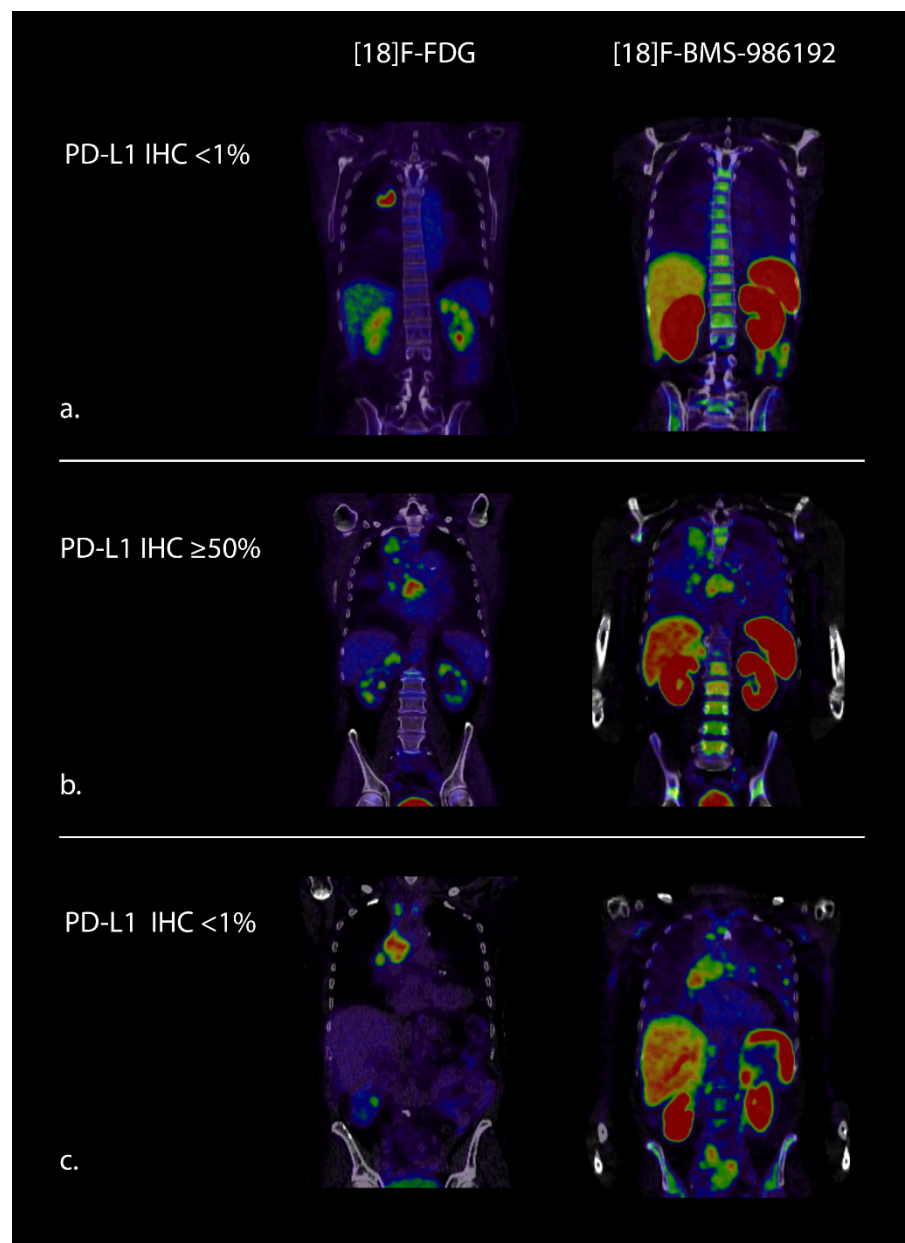 [18]F-FDG [18]F-BMS-986192
PD-L1 IHC <1%
a.
PD-L1 IHC ≥50%
b.
PD-L1 IHC <1%
c.